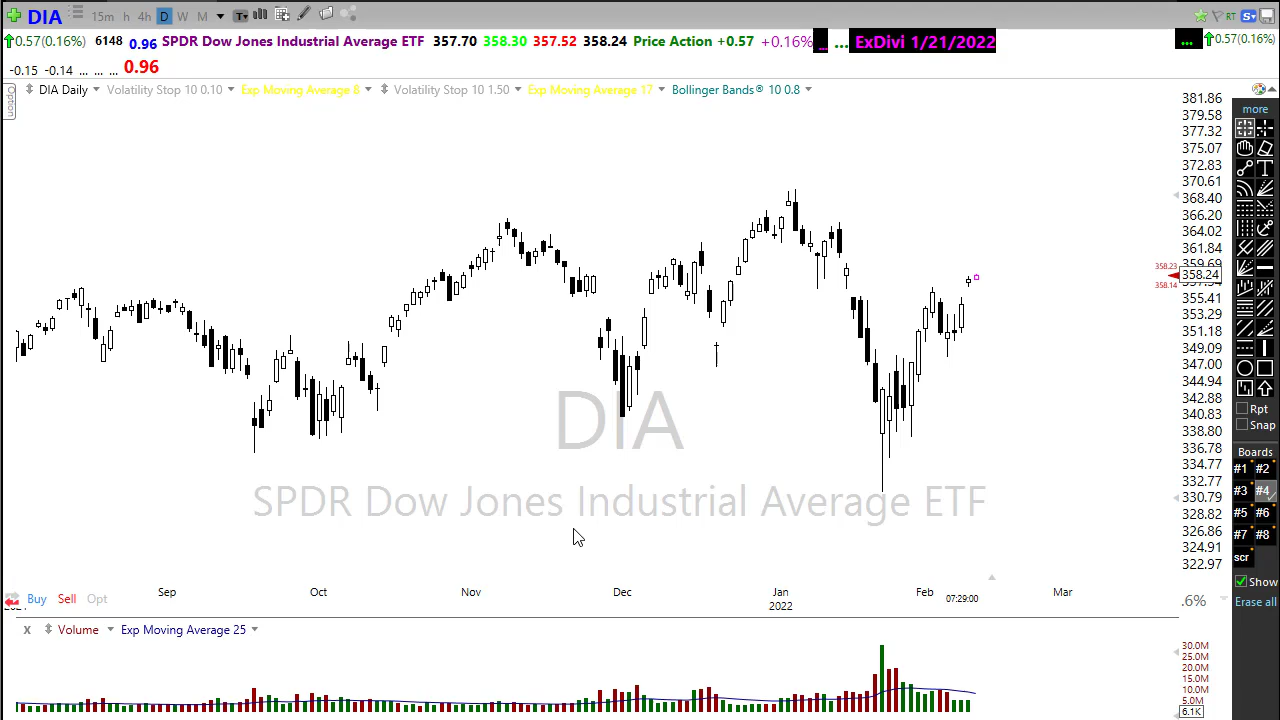 DIA 15m h 4h D W M T RT S
0.57(0.16%) 6148 0.96 SPDR Dow Jones Industrial Average ETF 357.70 358.30 357.52 358.24 Price Action +0.57 +0.16% ... ... ExDivi 1/21/2022 ... 0.57(0.16%)
-0.15 -0.14 ... ... ... 0.96
Option
DIA Daily Volatility Stop 10 0.10 Exp Moving Average 8 Volatility Stop 10 1.50 Exp Moving Average 17 Bollinger Bands® 10 0.8
381.86
379.58
377.32
375.07
372.83
370.61
368.40
366.20
364.02
361.84
358.23
358.24
358.14
355.41
353.29
351.18
349.09
347.00
344.94
342.88
340.83
338.80
336.78
334.77
332.77
330.79
328.82
326.86
324.91
322.97
more
Rpt
Snap
Boards
#1 #2
#3 #4
#5 #6
#7 #8
scr
Show
Erase all
DIA
SPDR Dow Jones Industrial Average ETF
Sep Oct Nov Dec Jan Feb Mar
2022 07:29:00
Buy Sell Opt .6%
x Volume Exp Moving Average 25
30.0M
25.0M
20.0M
15.0M
10.0M
5.0M
6.1K